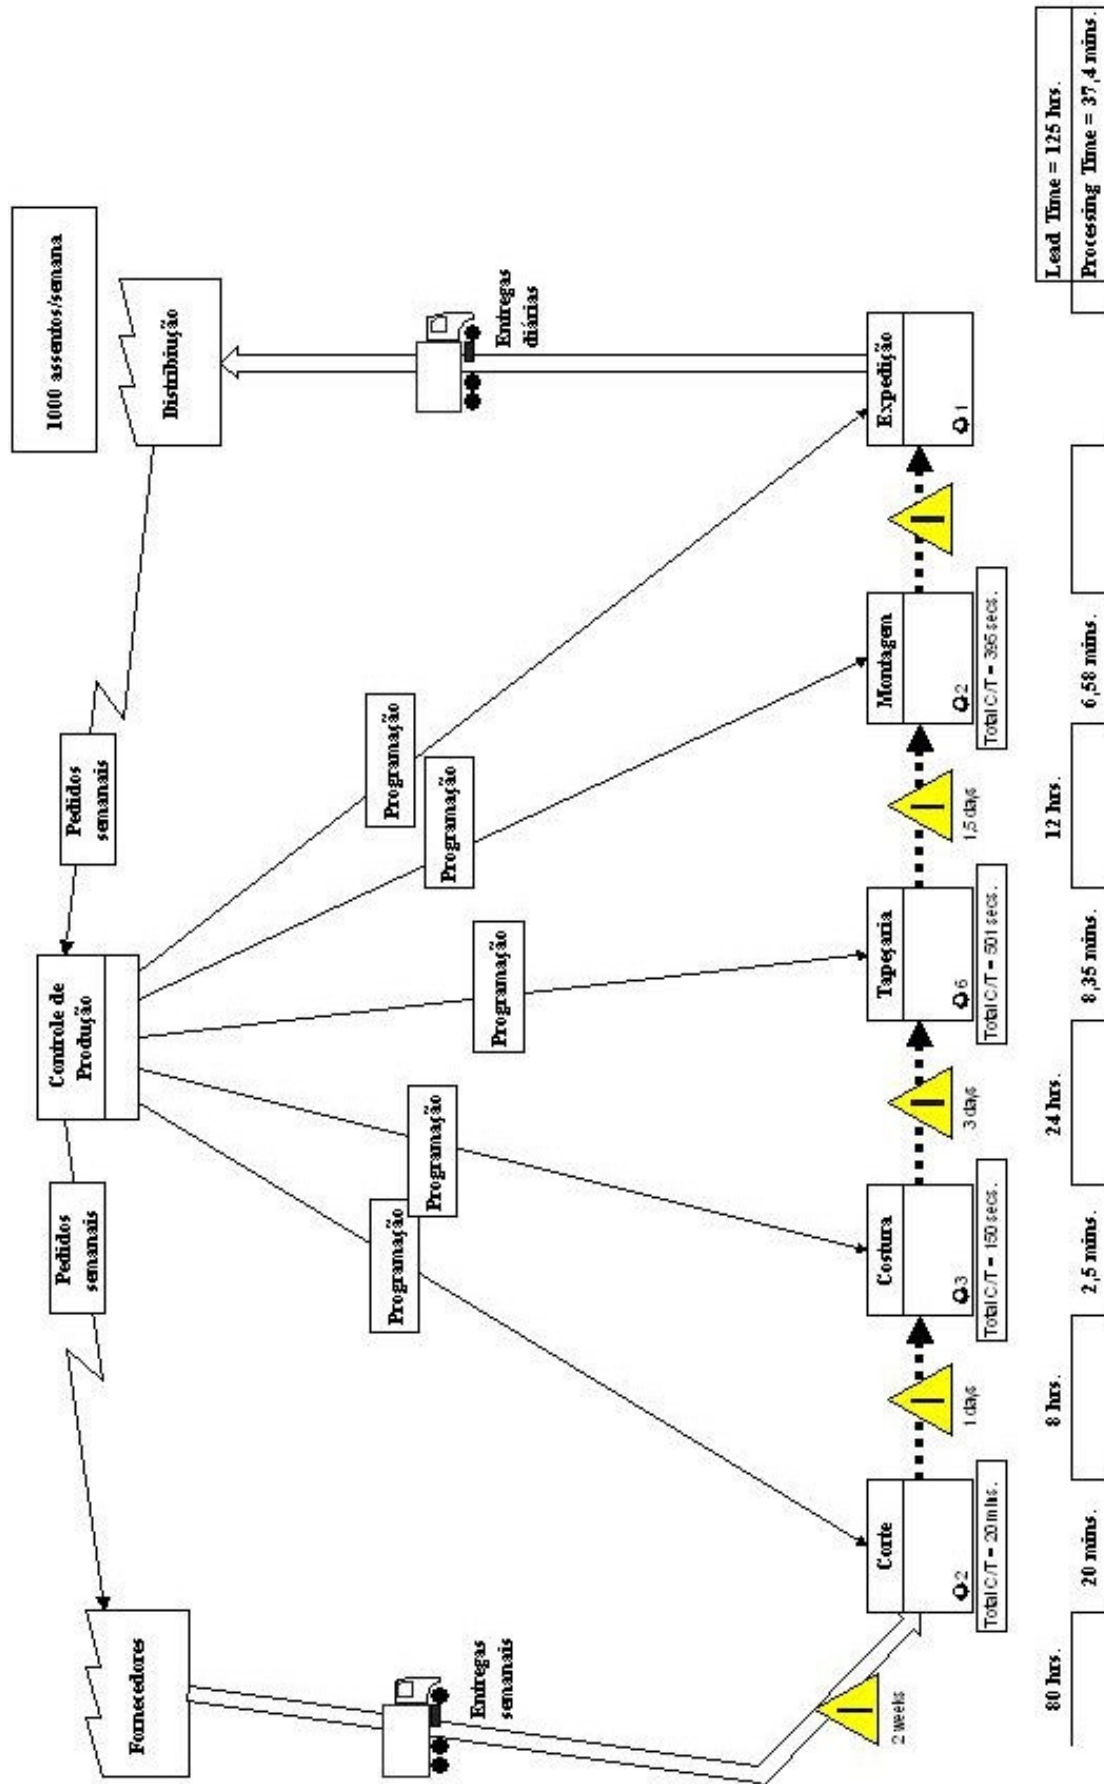 1000 assentos/semana
Fornecedores
Pedidos
semanais
Controle de
Produção
Pedidos
semanais
Distribiução
Entregas
semanais
Programação
Programação
Programação
Programação
Programação
Entregas
diárias
2 weeks
Corte
2
Total C/T = 20 mins.
1 days
Costura
3
Total C/T = 150 secs.
3 days
Tapeçaria
6
Total C/T = 501 secs.
1,5 days
Montagem
2
Total C/T = 395 secs.
Expedição
1
80 hrs.
20 mins.
8 hrs.
2,5 mins.
24 hrs.
8,35 mins.
12 hrs.
6,58 mins.
Lead Time = 125 hrs.
Processing Time = 37,4 mins.